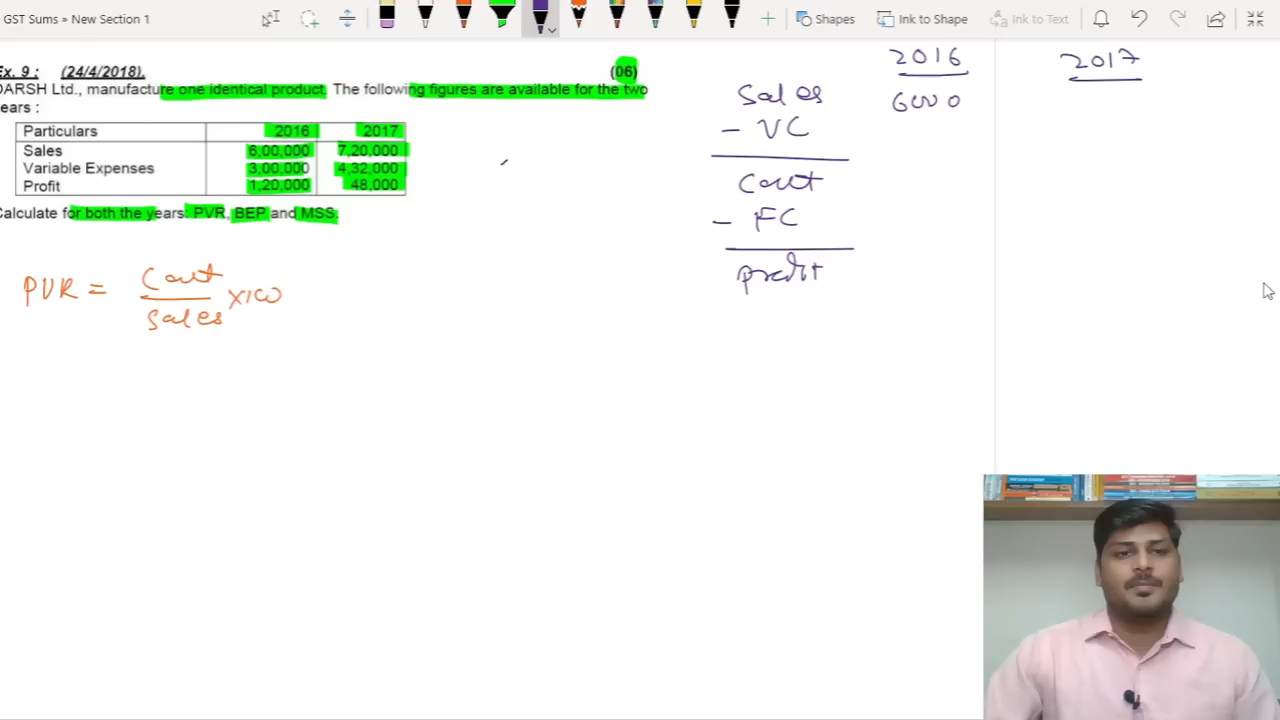 GST Sums » New Section 1
Shapes
Ink to Shape
Ink to Text
Ex. 9 : (24/4/2018). (06)
DARSH Ltd., manufacture one identical product. The following figures are available for the two
ears :
Particulars 2016 2017
Sales 6,00,000 7,20,000
Variable Expenses 3,00,000 4,32,000
Profit 1,20,000 48,000
Calculate for both the years: PVR, BEP and MSS.
PVR = Cont
Sales ×100
2016 2017
Sales 6000
- VC
Cont
- FC
profit